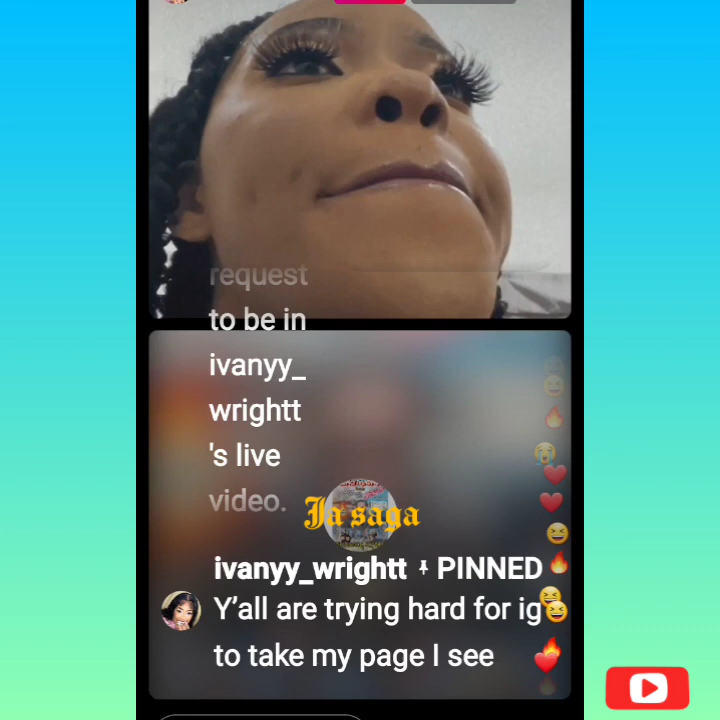 request
to be in
ivanyy_
wrightt
's live
video.
Ja saga
ivanyy_wrightt PINNED
Y’all are trying hard for ig
to take my page I see